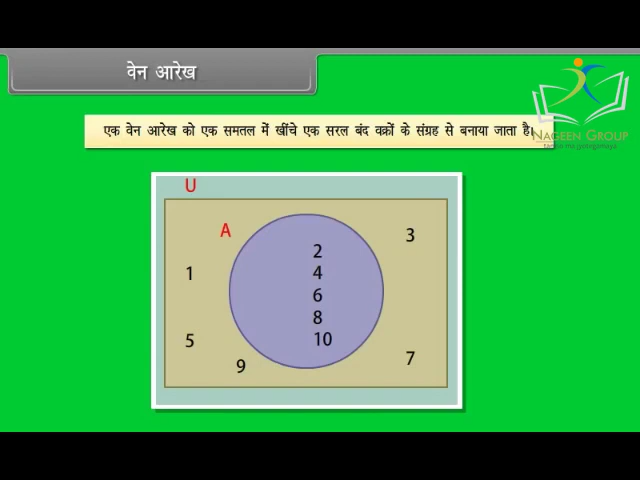 वेन आरेख
एक वेन आरेख को एक समतल में खींचे एक सरल बंद वक्रों के संग्रह से बनाया जाता है।
NAGEEN GROUP
U
A
3
2
1
4
6
8
5
10
9
7